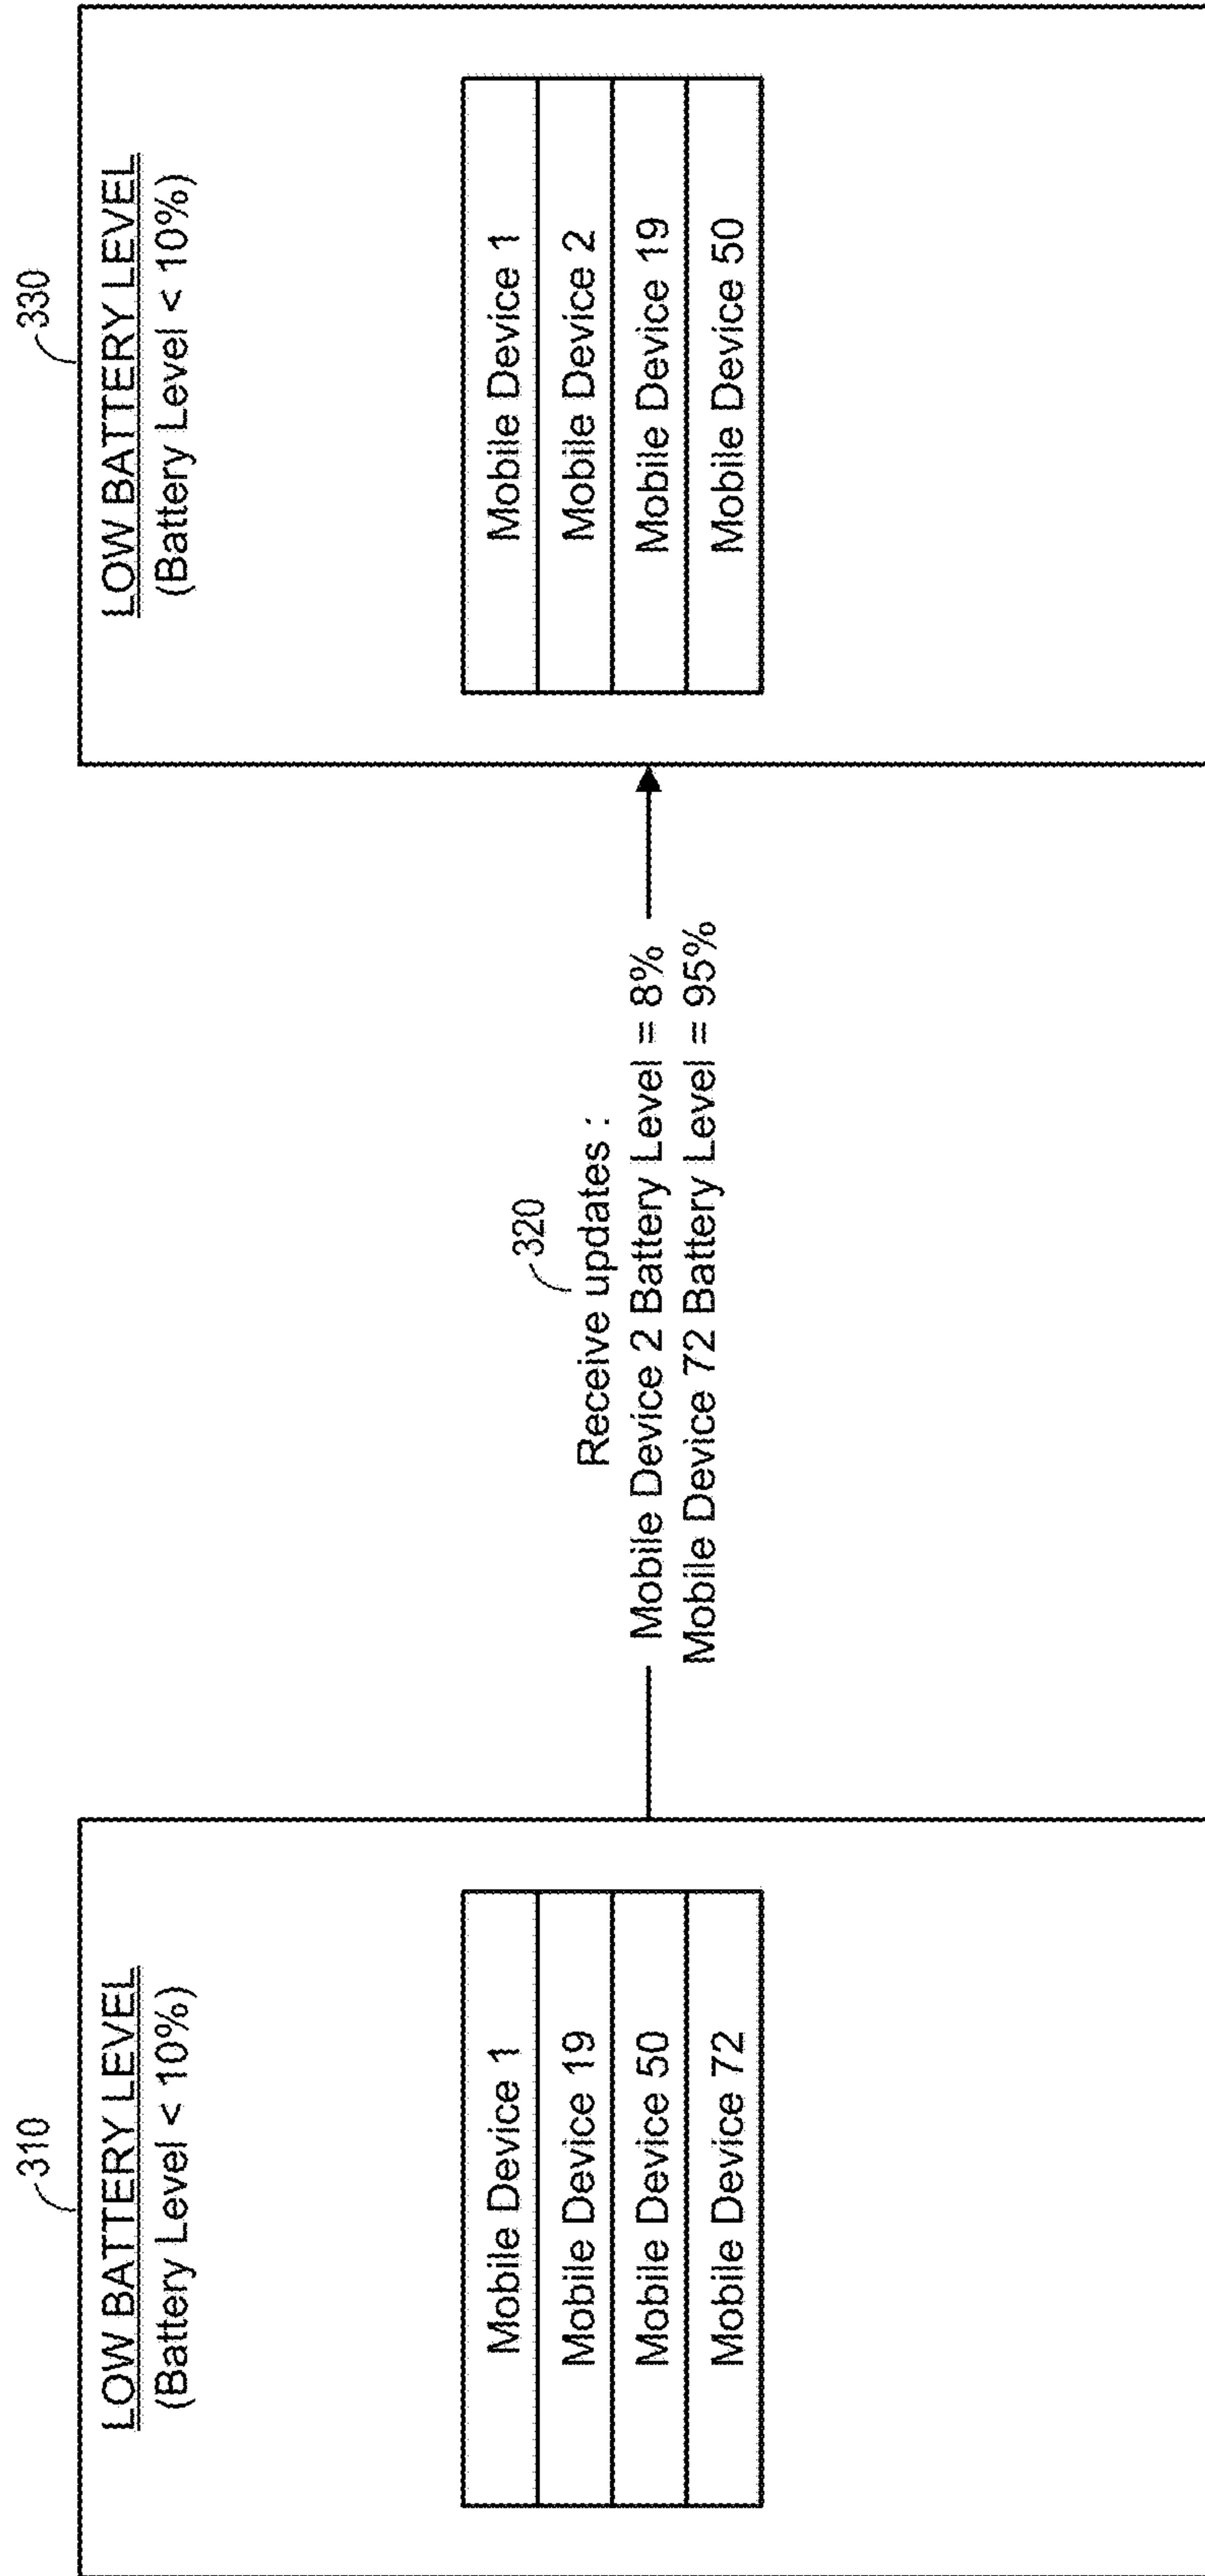 310
LOW BATTERY LEVEL
(Battery Level < 10%)
Mobile Device 1
Mobile Device 19
Mobile Device 50
Mobile Device 72
320
Receive updates :
Mobile Device 2 Battery Level = 8%
Mobile Device 72 Battery Level = 95%
330
LOW BATTERY LEVEL
(Battery Level < 10%)
Mobile Device 1
Mobile Device 2
Mobile Device 19
Mobile Device 50